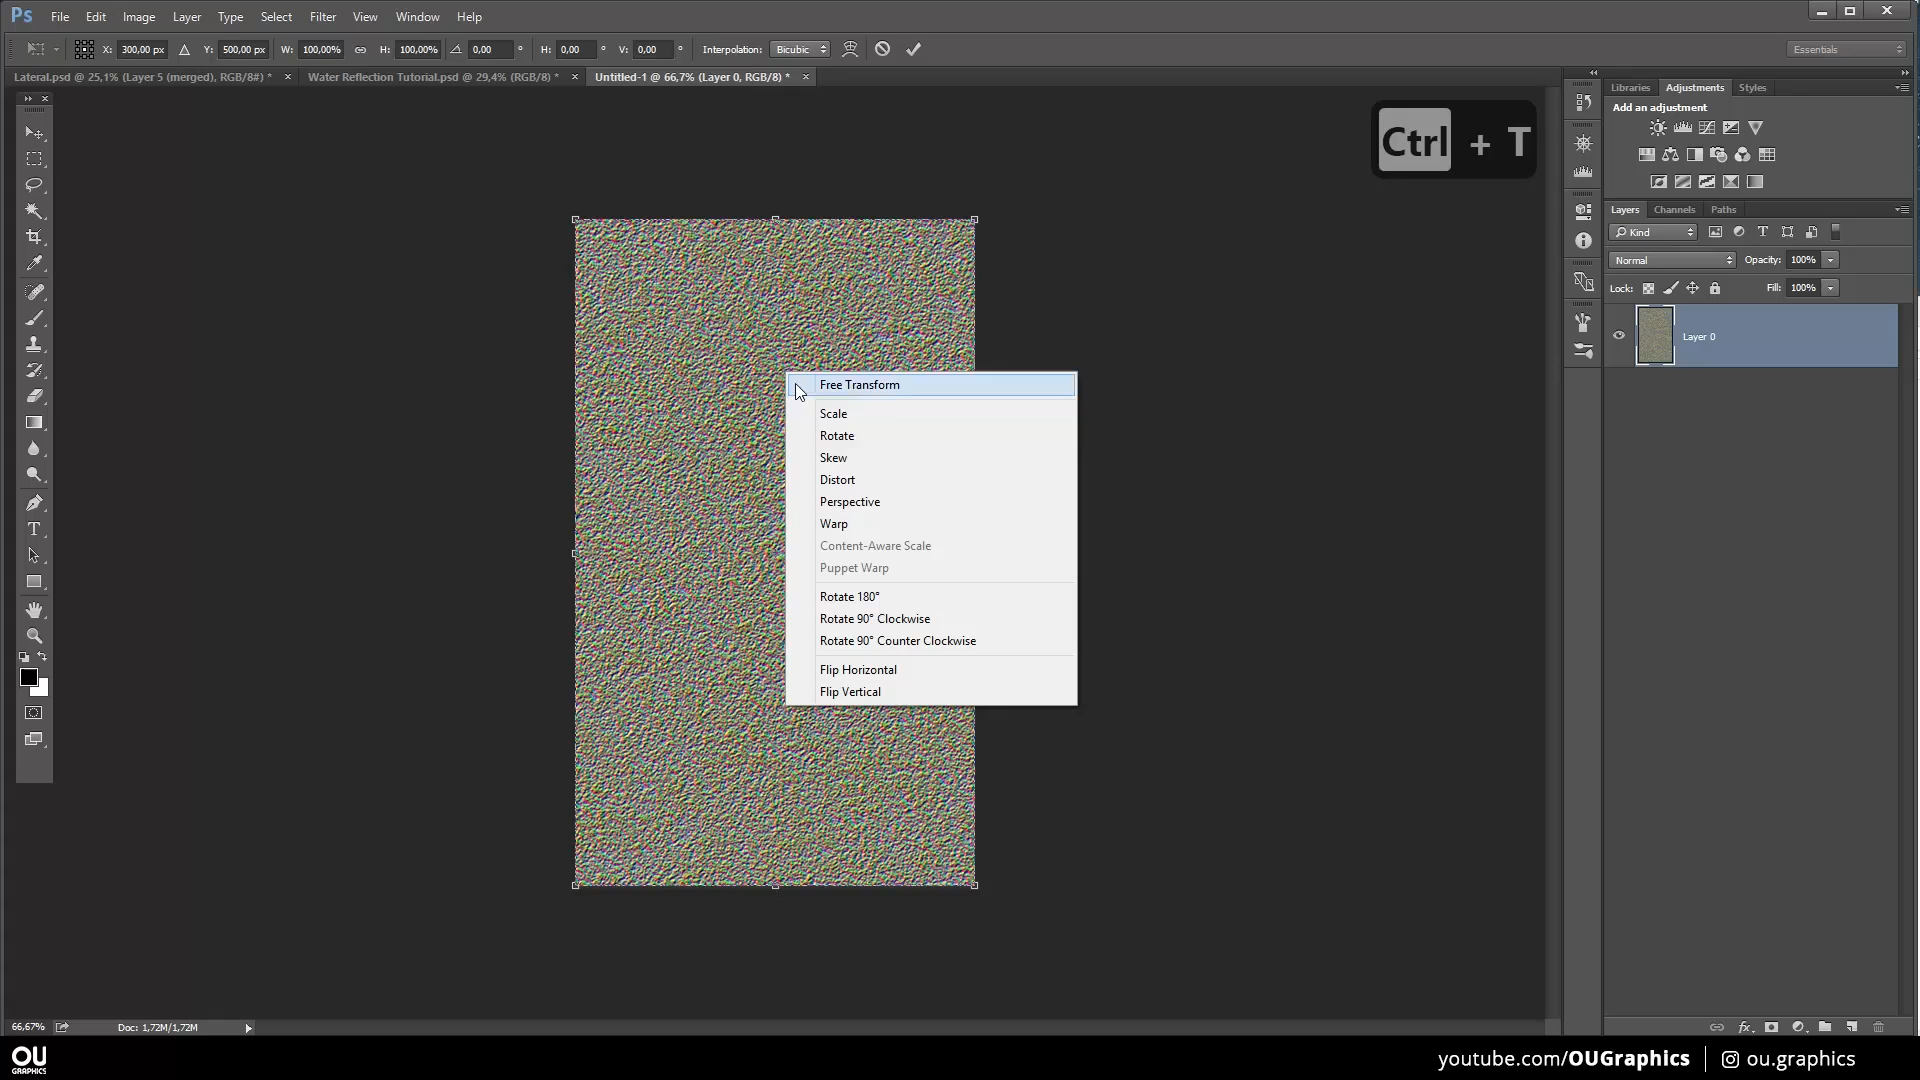 Ps File Edit Image Layer Type Select Filter View Window Help
X: 300,00 px Y: 500,00 px W: 100,00% H: 100,00% 0,00 ° H: 0,00 ° V: 0,00 ° Interpolation: Bicubic Essentials
Lateral.psd @ 25,1% (Layer 5 (merged), RGB/8#) * × Water Reflection Tutorial.psd @ 29,4% (RGB/8) * × Untitled-1 @ 66,7% (Layer 0, RGB/8) * ×
Libraries Adjustments Styles
Add an adjustment
Ctrl + T
Layers Channels Paths
Kind
Normal Opacity: 100%
Lock: Fill: 100%
Layer 0
Free Transform
Scale
Rotate
Skew
Distort
Perspective
Warp
Content-Aware Scale
Puppet Warp
Rotate 180°
Rotate 90° Clockwise
Rotate 90° Counter Clockwise
Flip Horizontal
Flip Vertical
66,67% Doc: 1,72M/1,72M
OU
GRAPHICS
youtube.com/OUGraphics ou.graphics